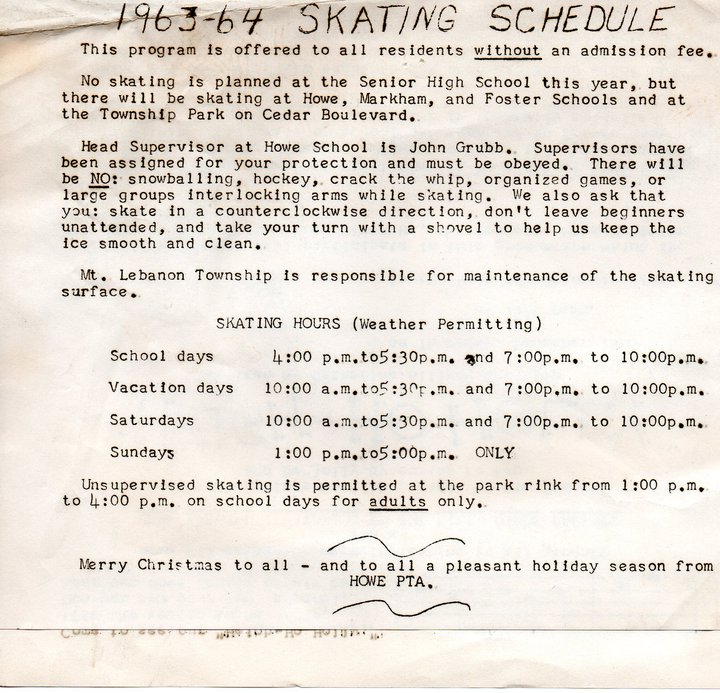 1963-64 SKATING SCHEDULE
This program is offered to all residents without an admission fee.
No skating is planned at the Senior High School this year, but
there will be skating at Howe, Markham, and Foster Schools and at
the Township Park on Cedar Boulevard.
Head Supervisor at Howe School is John Grubb. Supervisors have
been assigned for your protection and must be obeyed. There will
be NO: snowballing, hockey, crack the whip, organized games, or
large groups interlocking arms while skating. We also ask that
you: skate in a counterclockwise direction, don't leave beginners
unattended, and take your turn with a shovel to help us keep the
ice smooth and clean.
Mt. Lebanon Township is responsible for maintenance of the skating
surface.
SKATING HOURS (Weather Permitting)
School days 4:00 p.m.to5:30p.m. and 7:00p.m. to 10:00p.m.
Vacation days 10:00 a.m.to5:30p.m. and 7:00p.m. to 10:00p.m.
Saturdays 10:00 a.m.to5:30p.m. and 7:00p.m. to 10:00p.m.
Sundays 1:00 p.m.to5:00p.m. ONLY
Unsupervised skating is permitted at the park rink from 1:00 p.m.
to 4:00 p.m. on school days for adults only.
Merry Christmas to all - and to all a pleasant holiday season from
HOWE PTA.